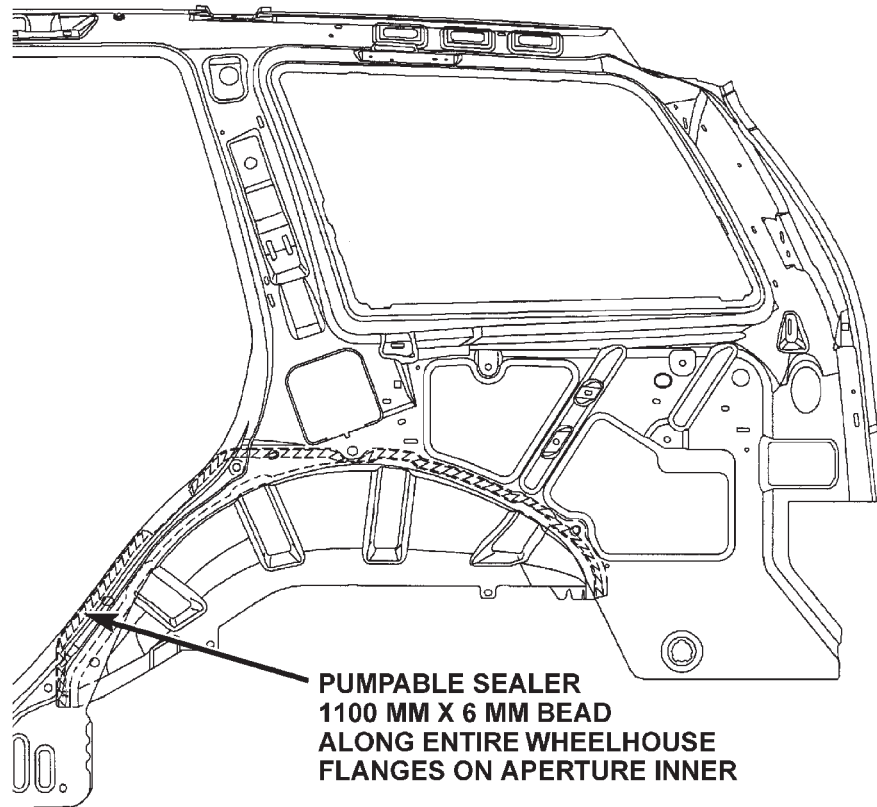 PUMPABLE SEALER
1100 MM X 6 MM BEAD
ALONG ENTIRE WHEELHOUSE
FLANGES ON APERTURE INNER